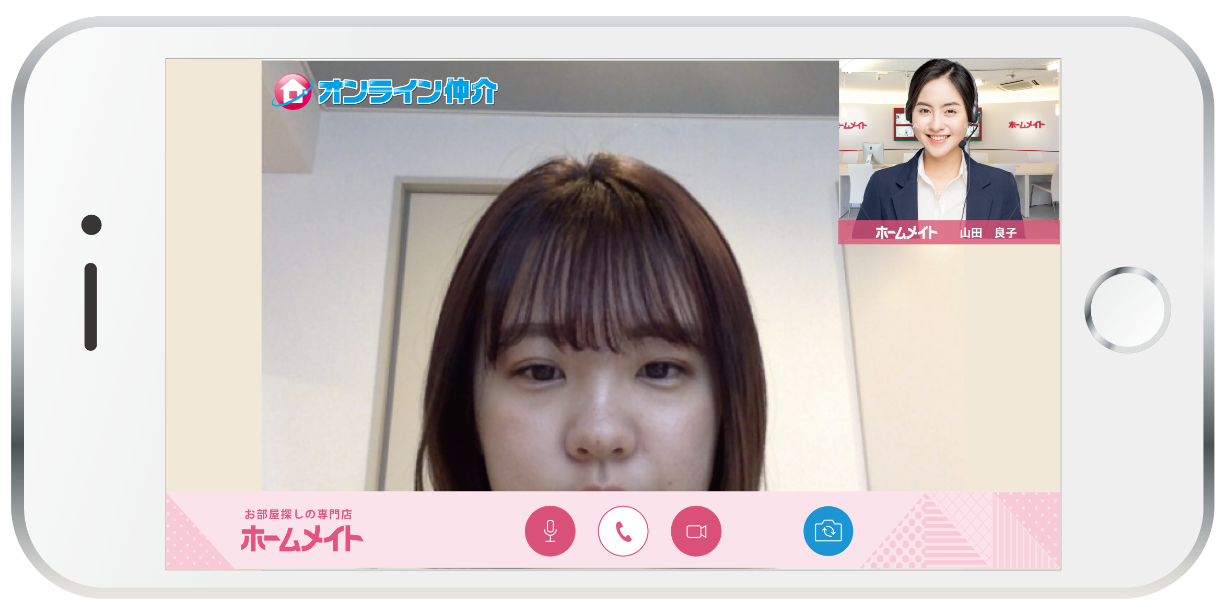 オンライン仲介
ームメイト
ホームメイト
ホームメイト 山田 良子
お部屋探しの専門店
ホームメイト